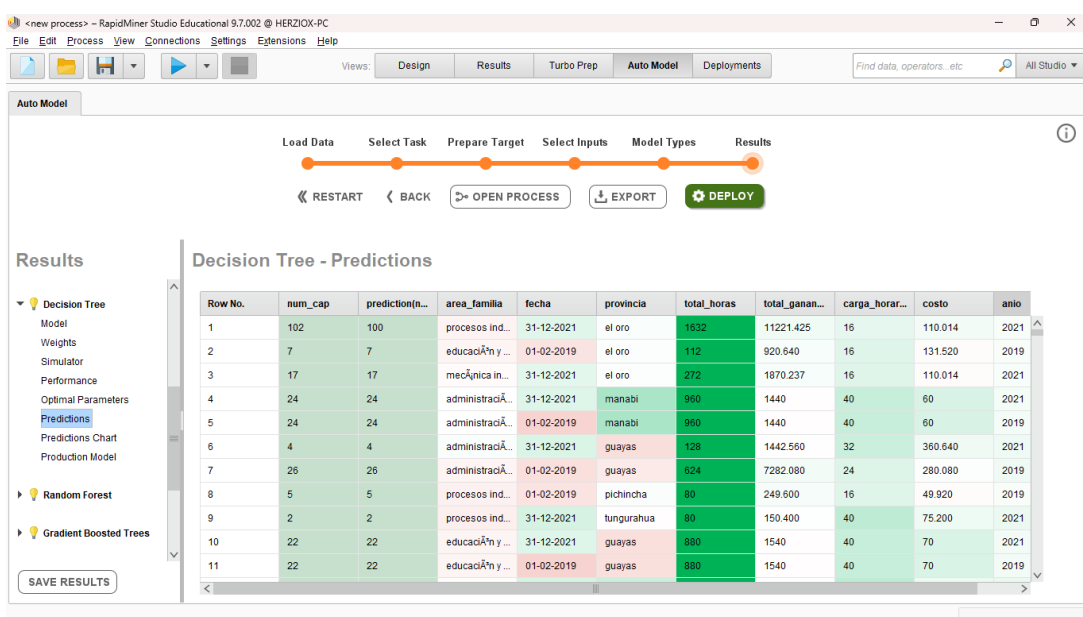 <new process> – RapidMiner Studio Educational 9.7.002 @ HERZIOX-PC
File Edit Process View Connections Settings Extensions Help
Views: Design Results Turbo Prep Auto Model Deployments Find data, operators...etc All Studio
Auto Model
Load Data Select Task Prepare Target Select Inputs Model Types Results
RESTART BACK OPEN PROCESS EXPORT DEPLOY
Results
Decision Tree
Model
Weights
Simulator
Performance
Optimal Parameters
Predictions
Predictions Chart
Production Model
Random Forest
Gradient Boosted Trees
SAVE RESULTS
Decision Tree - Predictions
Row No. num_cap prediction(n... area_familia fecha provincia total_horas total_ganan... carga_horar... costo anio
1 102 100 procesos ind... 31-12-2021 el oro 1632 11221.425 16 110.014 2021
2 7 7 educaciÃ³n y ... 01-02-2019 el oro 112 920.640 16 131.520 2019
3 17 17 mecÃ¡nica in... 31-12-2021 el oro 272 1870.237 16 110.014 2021
4 24 24 administraciÃ... 31-12-2021 manabi 960 1440 40 60 2021
5 24 24 administraciÃ... 01-02-2019 manabi 960 1440 40 60 2019
6 4 4 administraciÃ... 31-12-2021 guayas 128 1442.560 32 360.640 2021
7 26 26 administraciÃ... 01-02-2019 guayas 624 7282.080 24 280.080 2019
8 5 5 procesos ind... 01-02-2019 pichincha 80 249.600 16 49.920 2019
9 2 2 procesos ind... 31-12-2021 tungurahua 80 150.400 40 75.200 2021
10 22 22 educaciÃ³n y ... 31-12-2021 guayas 880 1540 40 70 2021
11 22 22 educaciÃ³n y ... 01-02-2019 guayas 880 1540 40 70 2019